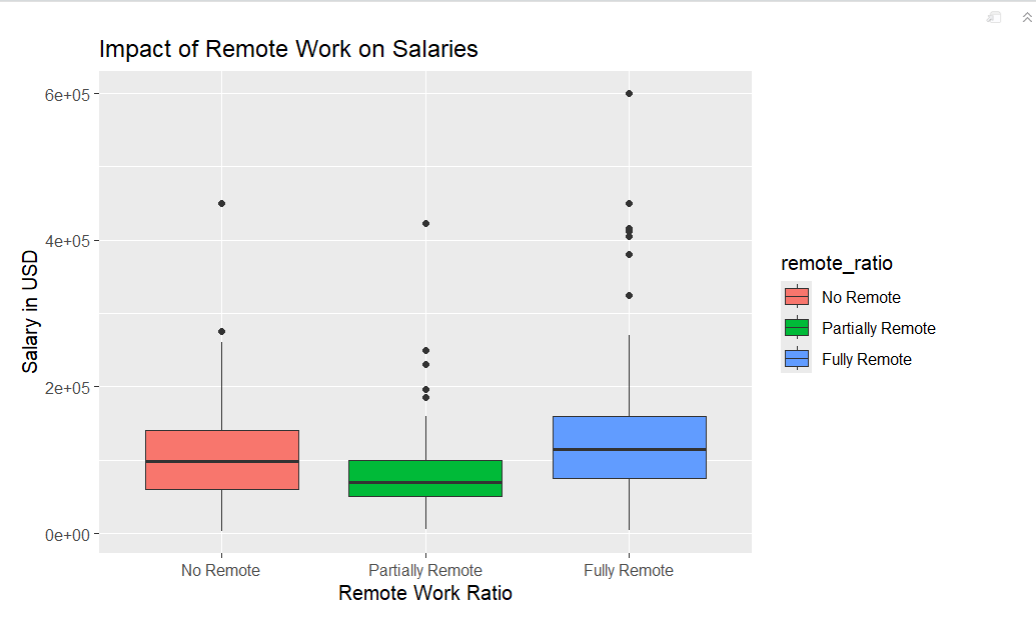 Impact of Remote Work on Salaries
6e+05
4e+05
2e+05
0e+00
Salary in USD
No Remote
Partially Remote
Fully Remote
Remote Work Ratio
remote_ratio
No Remote
Partially Remote
Fully Remote